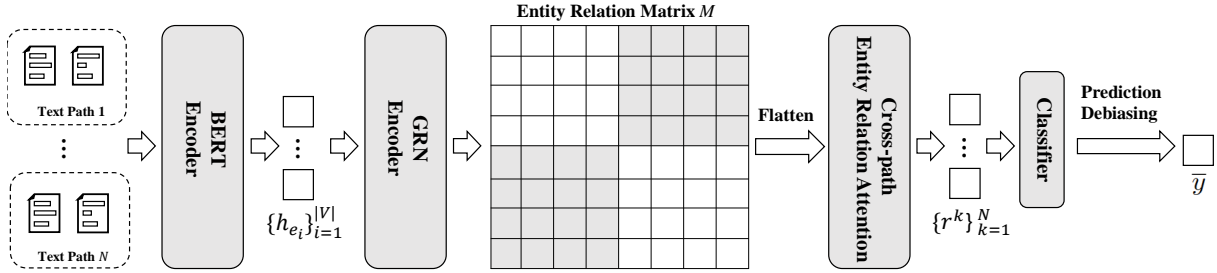 Entity Relation Matrix M
Text Path 1
⋮
Text Path N
BERT
Encoder
⋮
{h_{e_i}}_{i=1}^{|V|}
GRN
Encoder
Flatten
Cross-path
Entity Relation Attention
⋮
{r^k}_{k=1}^{N}
Classifier
Prediction
Debiasing
y̅